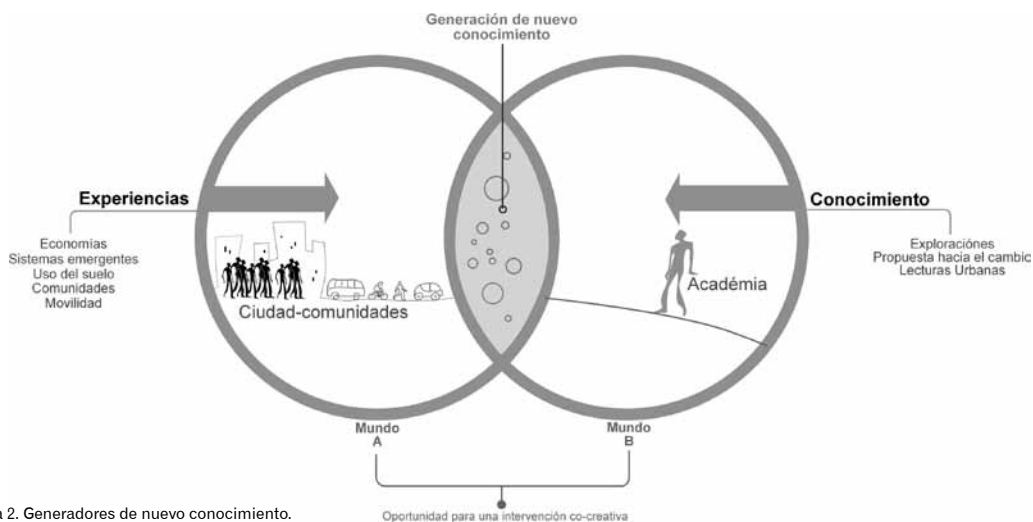 Generación de nuevo
conocimiento
Experiencias
Economías
Sistemas emergentes
Uso del suelo
Comunidades
Movilidad
Ciudad-comunidades
Conocimiento
Exploraciónes
Propuesta hacia el cambic
Lecturas Urbanas
Académia
Mundo
A
Mundo
B
Oportunidad para una intervención co-creativa
a 2. Generadores de nuevo conocimiento.